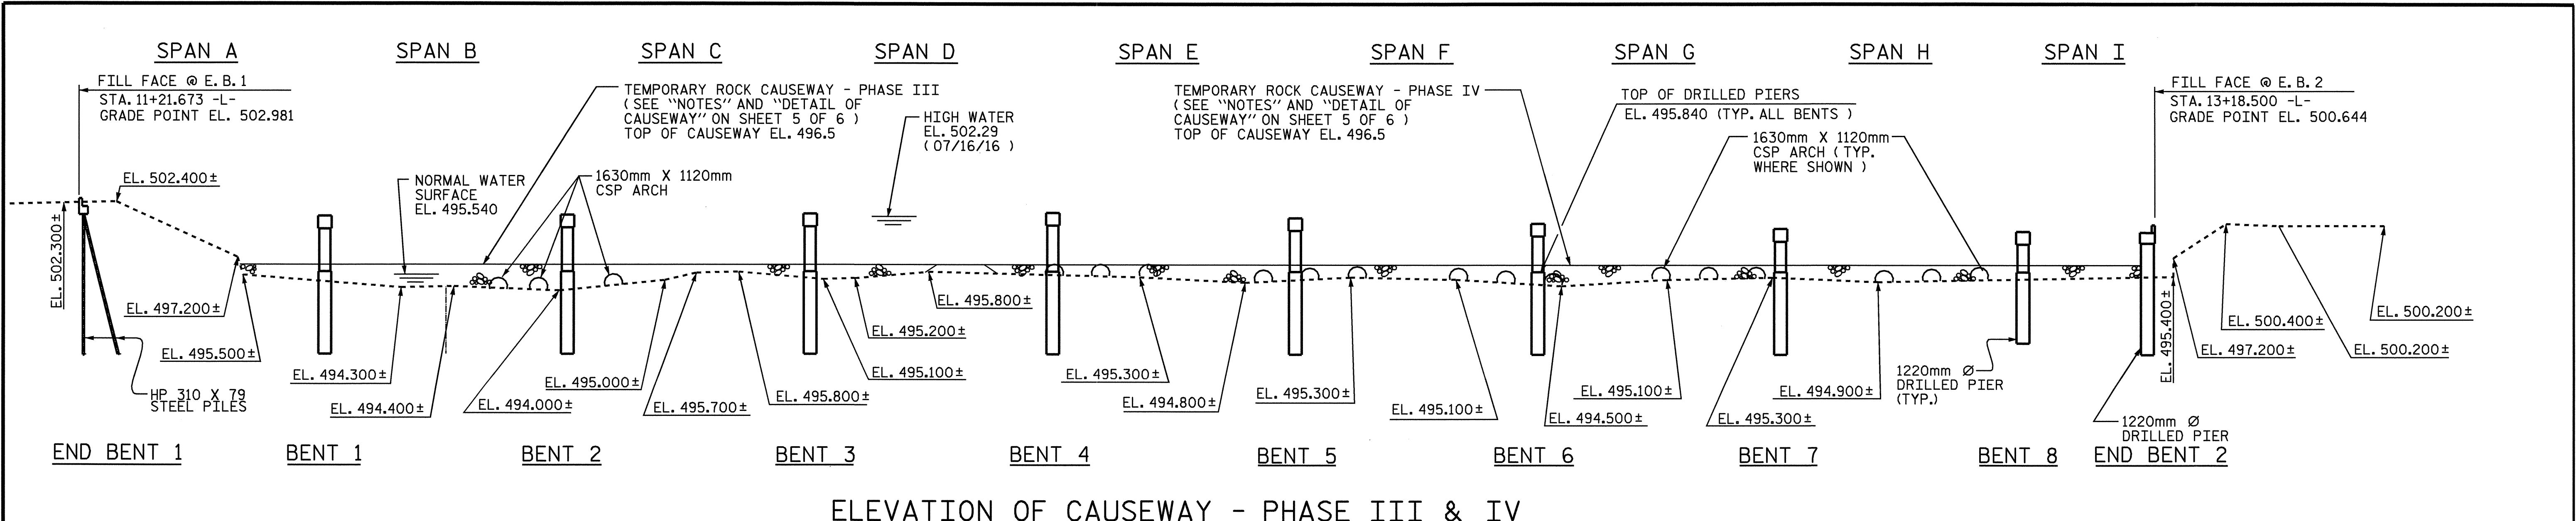 SPAN A
SPAN B
SPAN C
SPAN D
SPAN E
SPAN F
SPAN G
SPAN H
SPAN I
FILL FACE @ E.B.1
STA. 11+21.673 -L-
GRADE POINT EL. 502.981
TEMPORARY ROCK CAUSEWAY - PHASE III
(SEE "NOTES" AND "DETAIL OF
CAUSEWAY" ON SHEET 5 OF 6)
TOP OF CAUSEWAY EL. 496.5
HIGH WATER
EL. 502.29
(07/16/16)
TEMPORARY ROCK CAUSEWAY - PHASE IV
(SEE "NOTES" AND "DETAIL OF
CAUSEWAY" ON SHEET 5 OF 6)
TOP OF CAUSEWAY EL. 496.5
TOP OF DRILLED PIERS
EL. 495.840 (TYP. ALL BENTS)
1630mm X 1120mm
CSP ARCH (TYP.
WHERE SHOWN)
FILL FACE @ E.B.2
STA. 13+18.500 -L-
GRADE POINT EL. 500.644
EL. 502.400±
NORMAL WATER
SURFACE
EL. 495.540
1630mm X 1120mm
CSP ARCH
EL. 502.300±
EL. 497.200±
EL. 495.500±
HP 310 X 79
STEEL PILES
EL. 494.300±
EL. 494.400±
EL. 494.000±
EL. 495.000±
EL. 495.700±
EL. 495.800±
EL. 495.100±
EL. 495.200±
EL. 495.800±
EL. 495.300±
EL. 494.800±
EL. 495.300±
EL. 495.100±
EL. 494.500±
EL. 495.100±
EL. 495.300±
EL. 494.900±
1220mm Ø
DRILLED PIER
(TYP.)
EL. 495.400±
EL. 497.200±
EL. 500.400±
EL. 500.200±
EL. 500.200±
1220mm Ø
DRILLED PIER
END BENT 1
BENT 1
BENT 2
BENT 3
BENT 4
BENT 5
BENT 6
BENT 7
BENT 8
END BENT 2
ELEVATION OF CAUSEWAY - PHASE III & IV